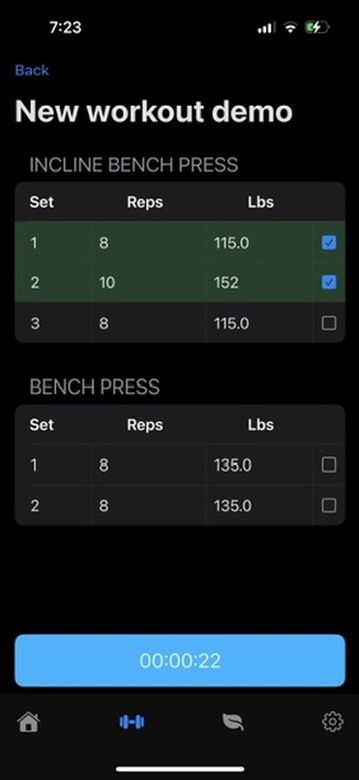 7:23
Back
New workout demo
INCLINE BENCH PRESS
Set Reps Lbs
1 8 115.0
2 10 152
3 8 115.0
BENCH PRESS
Set Reps Lbs
1 8 135.0
2 8 135.0
00:00:22